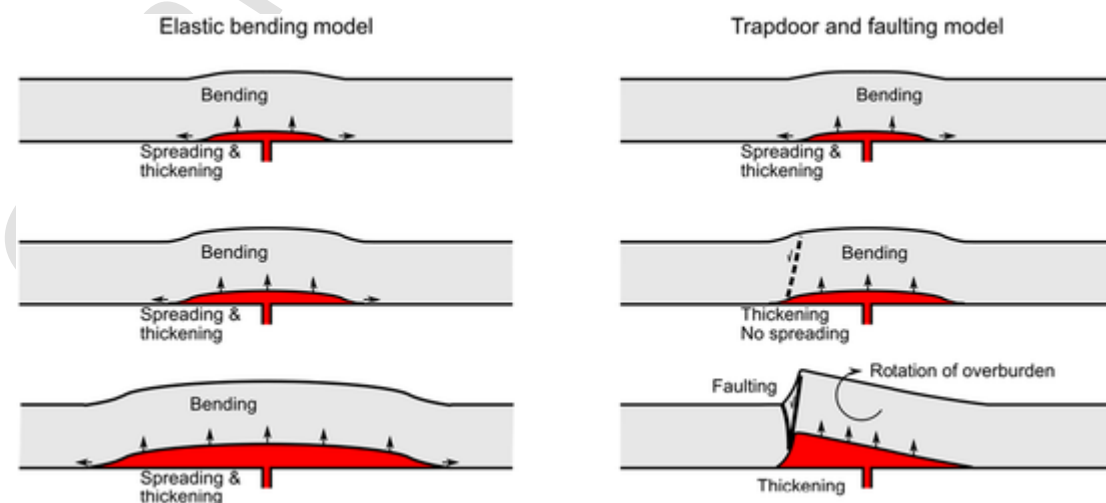 Elastic bending model
Bending
Spreading &
thickening
Bending
Spreading &
thickening
Bending
Spreading &
thickening
Trapdoor and faulting model
Bending
Spreading &
thickening
Bending
Thickening
No spreading
Faulting
Rotation of overburden
Thickening